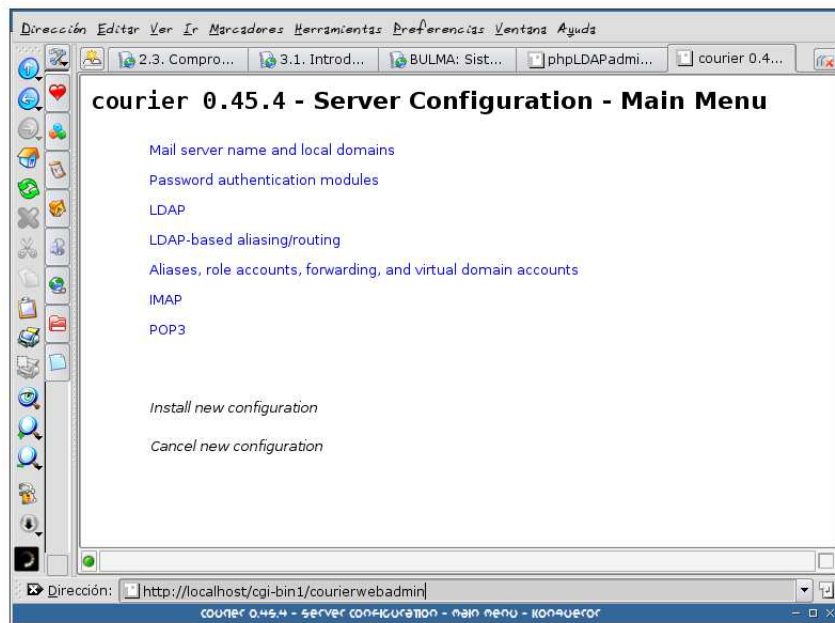 Dirección Editar Ver Ir Marcadores Herramientas Preferencias Ventana Ayuda
2.3. Compro... 3.1. Introd... BULMA: Sist... phpLDAPadmi... courier 0.4...
courier 0.45.4 - Server Configuration - Main Menu
Mail server name and local domains
Password authentication modules
LDAP
LDAP-based aliasing/routing
Aliases, role accounts, forwarding, and virtual domain accounts
IMAP
POP3
Install new configuration
Cancel new configuration
Dirección: http://localhost/cgi-bin1/courierwebadmin
courier 0.45.4 - Server Configuration - Main Menu - Konqueror